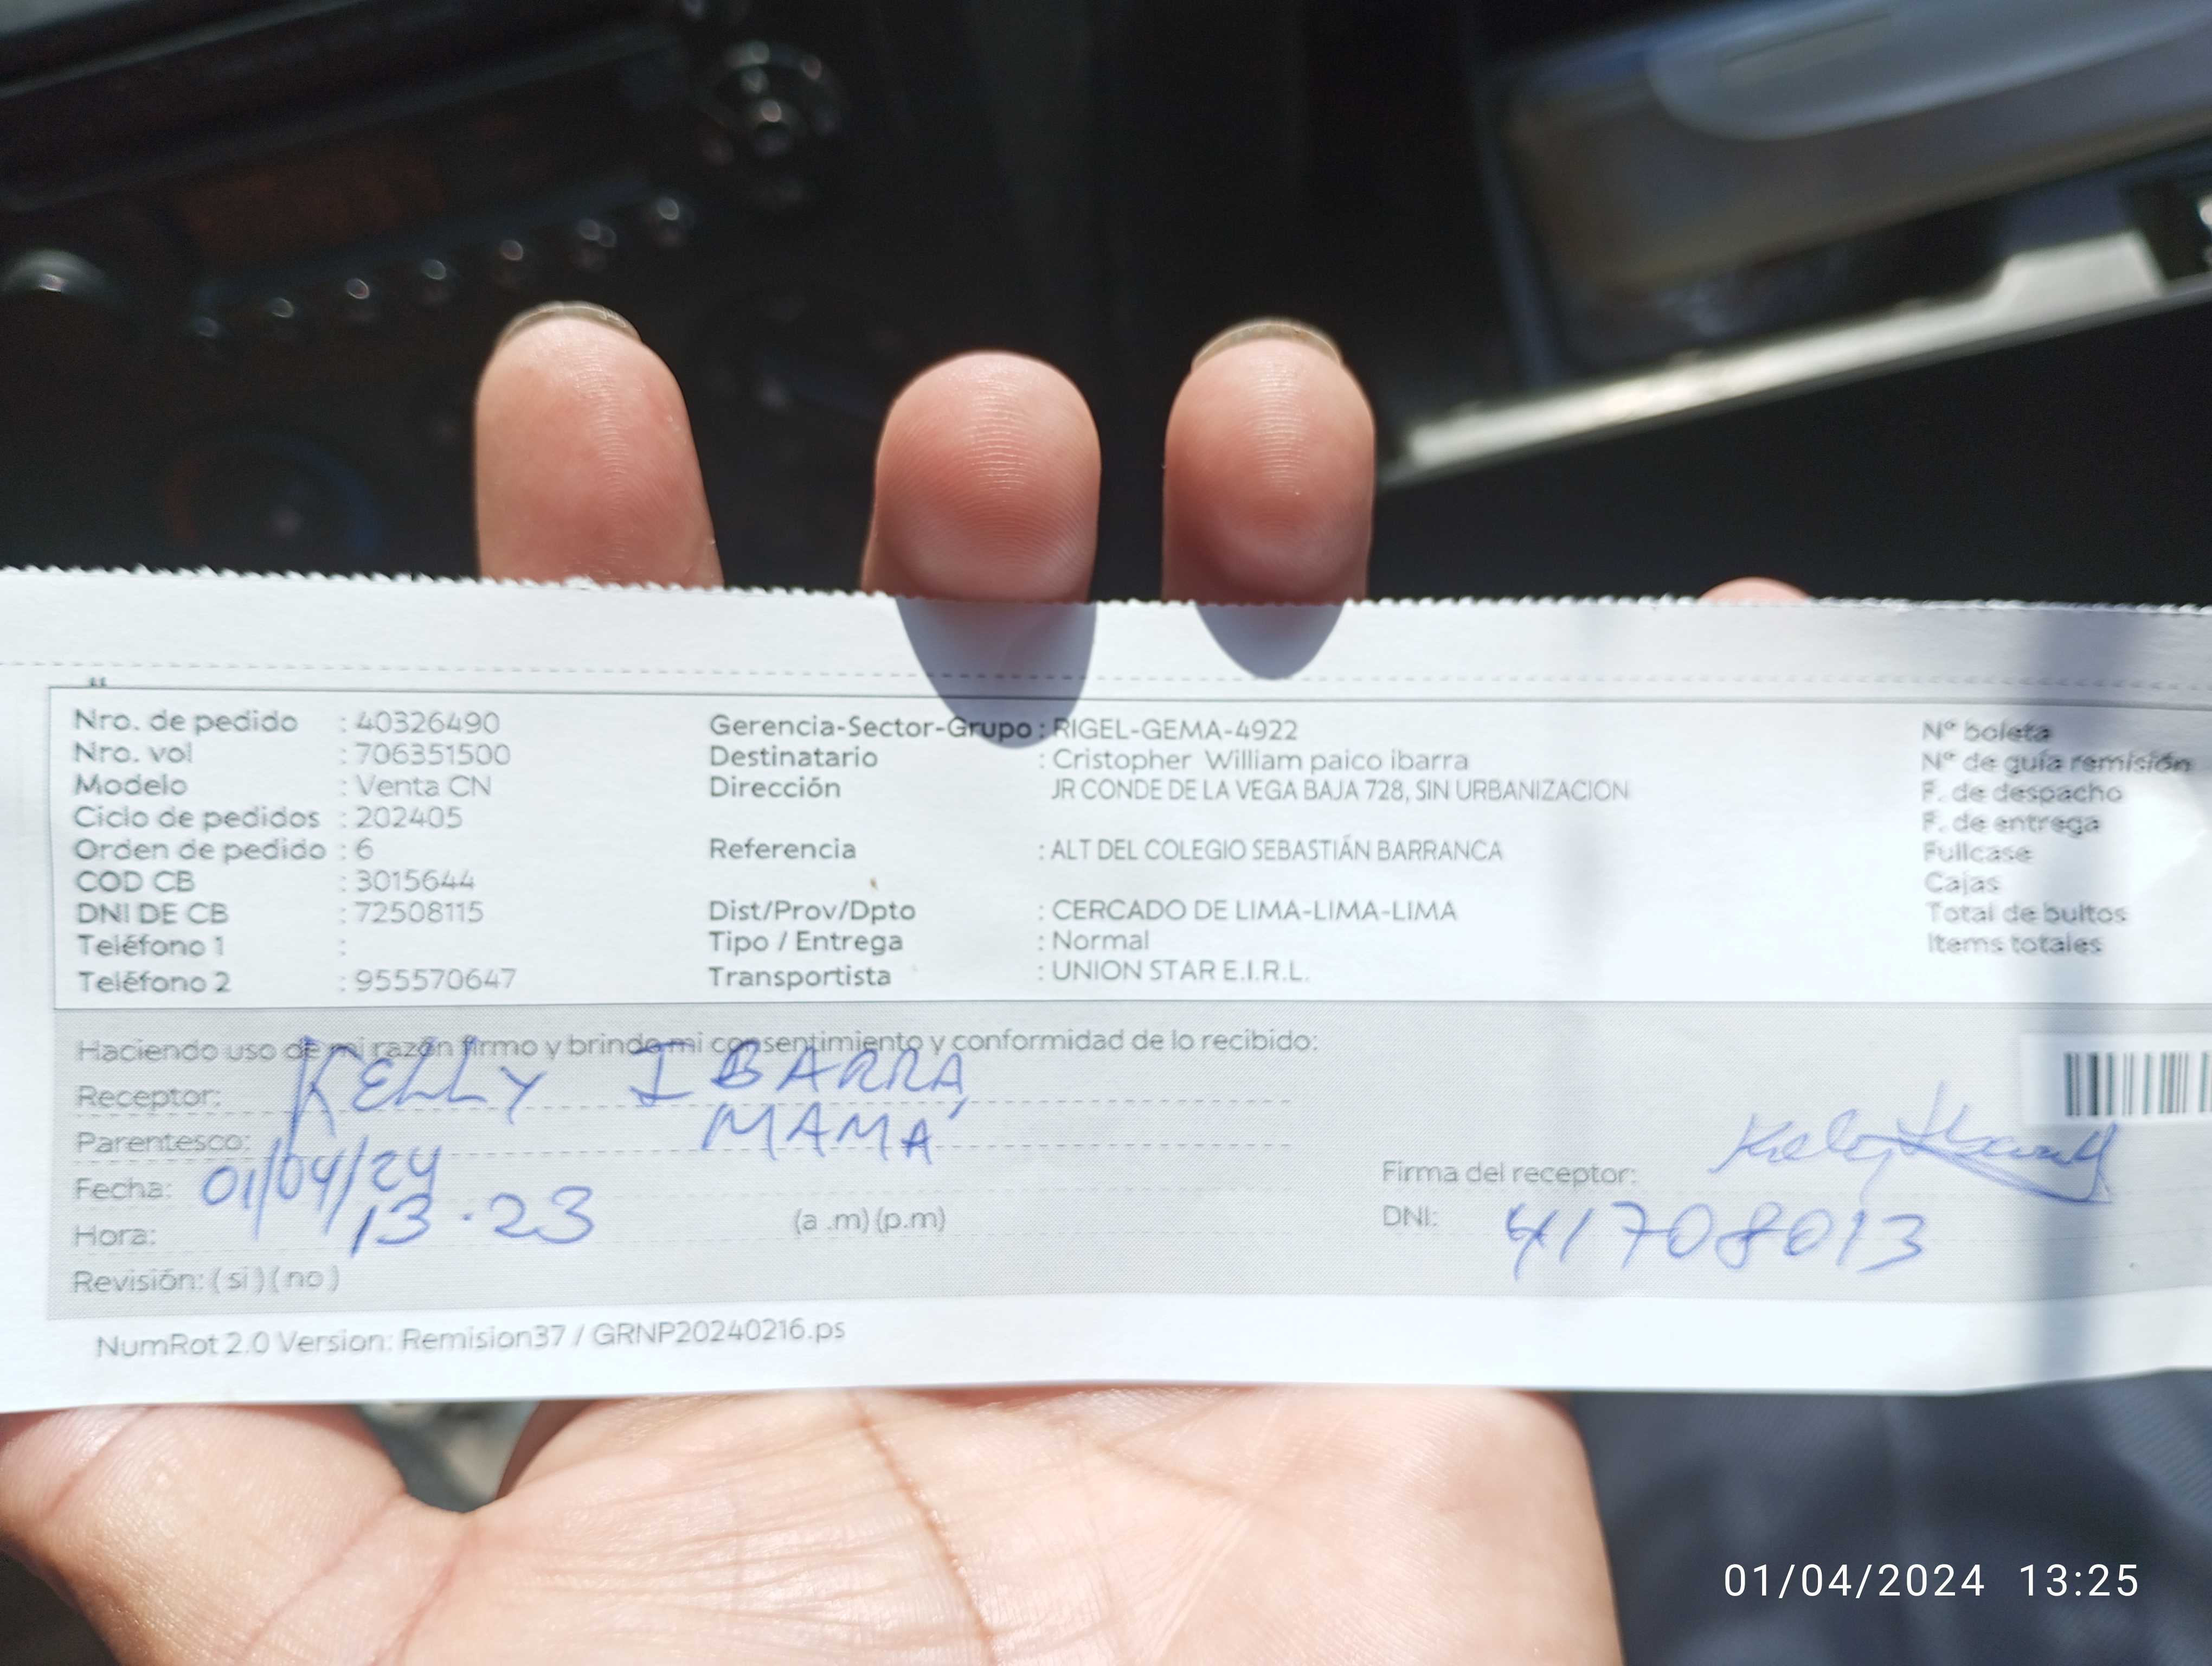 Nro. de pedido : 40326490
Nro. vol : 706351500
Modelo : Venta CN
Ciclo de pedidos : 202405
Orden de pedido : 6
COD CB : 3015644
DNI DE CB : 72508115
Teléfono 1 :
Teléfono 2 : 955570647
Gerencia-Sector-Grupo : RIGEL-GEMA-4922
Destinatario : Cristopher William paico ibarra
Dirección JR CONDE DE LA VEGA BAJA 728, SIN URBANIZACION
Referencia : ALT DEL COLEGIO SEBASTIÁN BARRANCA
Dist/Prov/Dpto : CERCADO DE LIMA-LIMA-LIMA
Tipo / Entrega : Normal
Transportista : UNION STAR E.I.R.L.
N° boleta
N° de guía remisión
F. de despacho
F. de entrega
Fullcase
Cajas
Total de bultos
Items totales
Haciendo uso de mi razón firmo y brindo mi consentimiento y conformidad de lo recibido:
Receptor: KELLY IBARRA,
Parentesco: MAMA
Fecha: 01/04/24
Hora: 13.23 (a .m) (p.m)
Revisión: ( si ) ( no )
Firma del receptor: Kelly Ibarra
DNI: 41708013
NumRot 2.0 Version: Remision37 / GRNP20240216.ps
01/04/2024 13:25